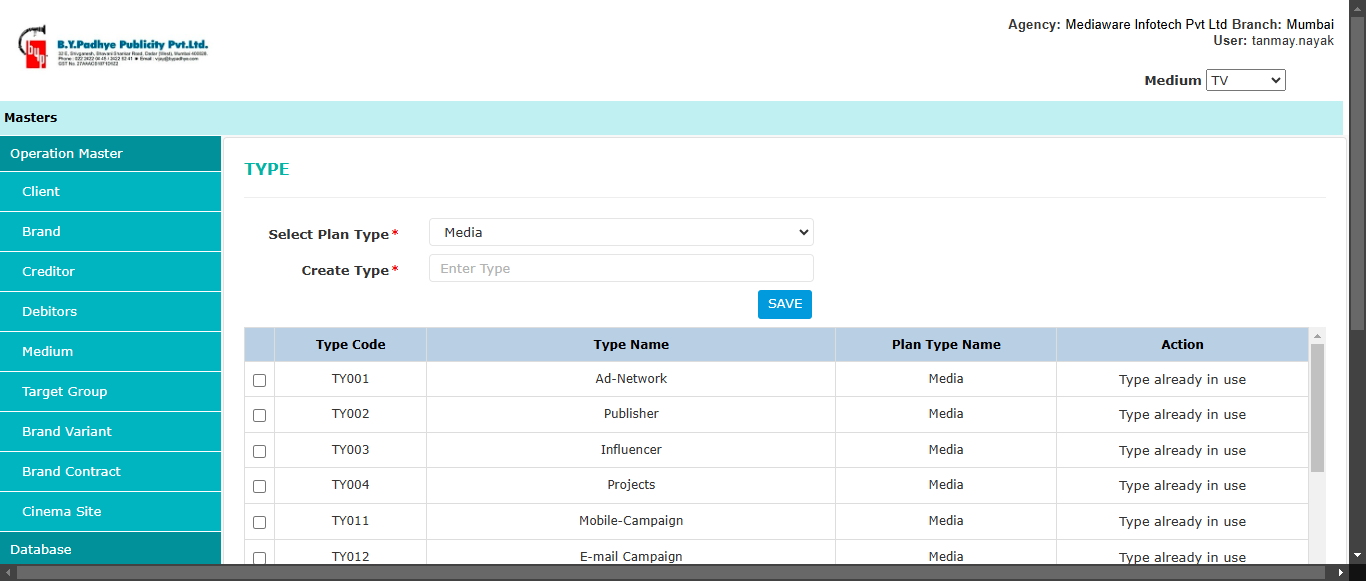 Agency: Mediaware Infotech Pvt Ltd Branch: Mumbai
User: tanmay.nayak
byp
B.Y.Padhye Publicity Pvt.Ltd.
Medium TV
Masters
Operation Master
Client
Brand
Creditor
Debitors
Medium
Target Group
Brand Variant
Brand Contract
Cinema Site
Database
TYPE
Select Plan Type* Media
Create Type* Enter Type
SAVE
Type Code Type Name Plan Type Name Action
TY001 Ad-Network Media Type already in use
TY002 Publisher Media Type already in use
TY003 Influencer Media Type already in use
TY004 Projects Media Type already in use
TY011 Mobile-Campaign Media Type already in use
TY012 E-mail Campaign Media Type already in use